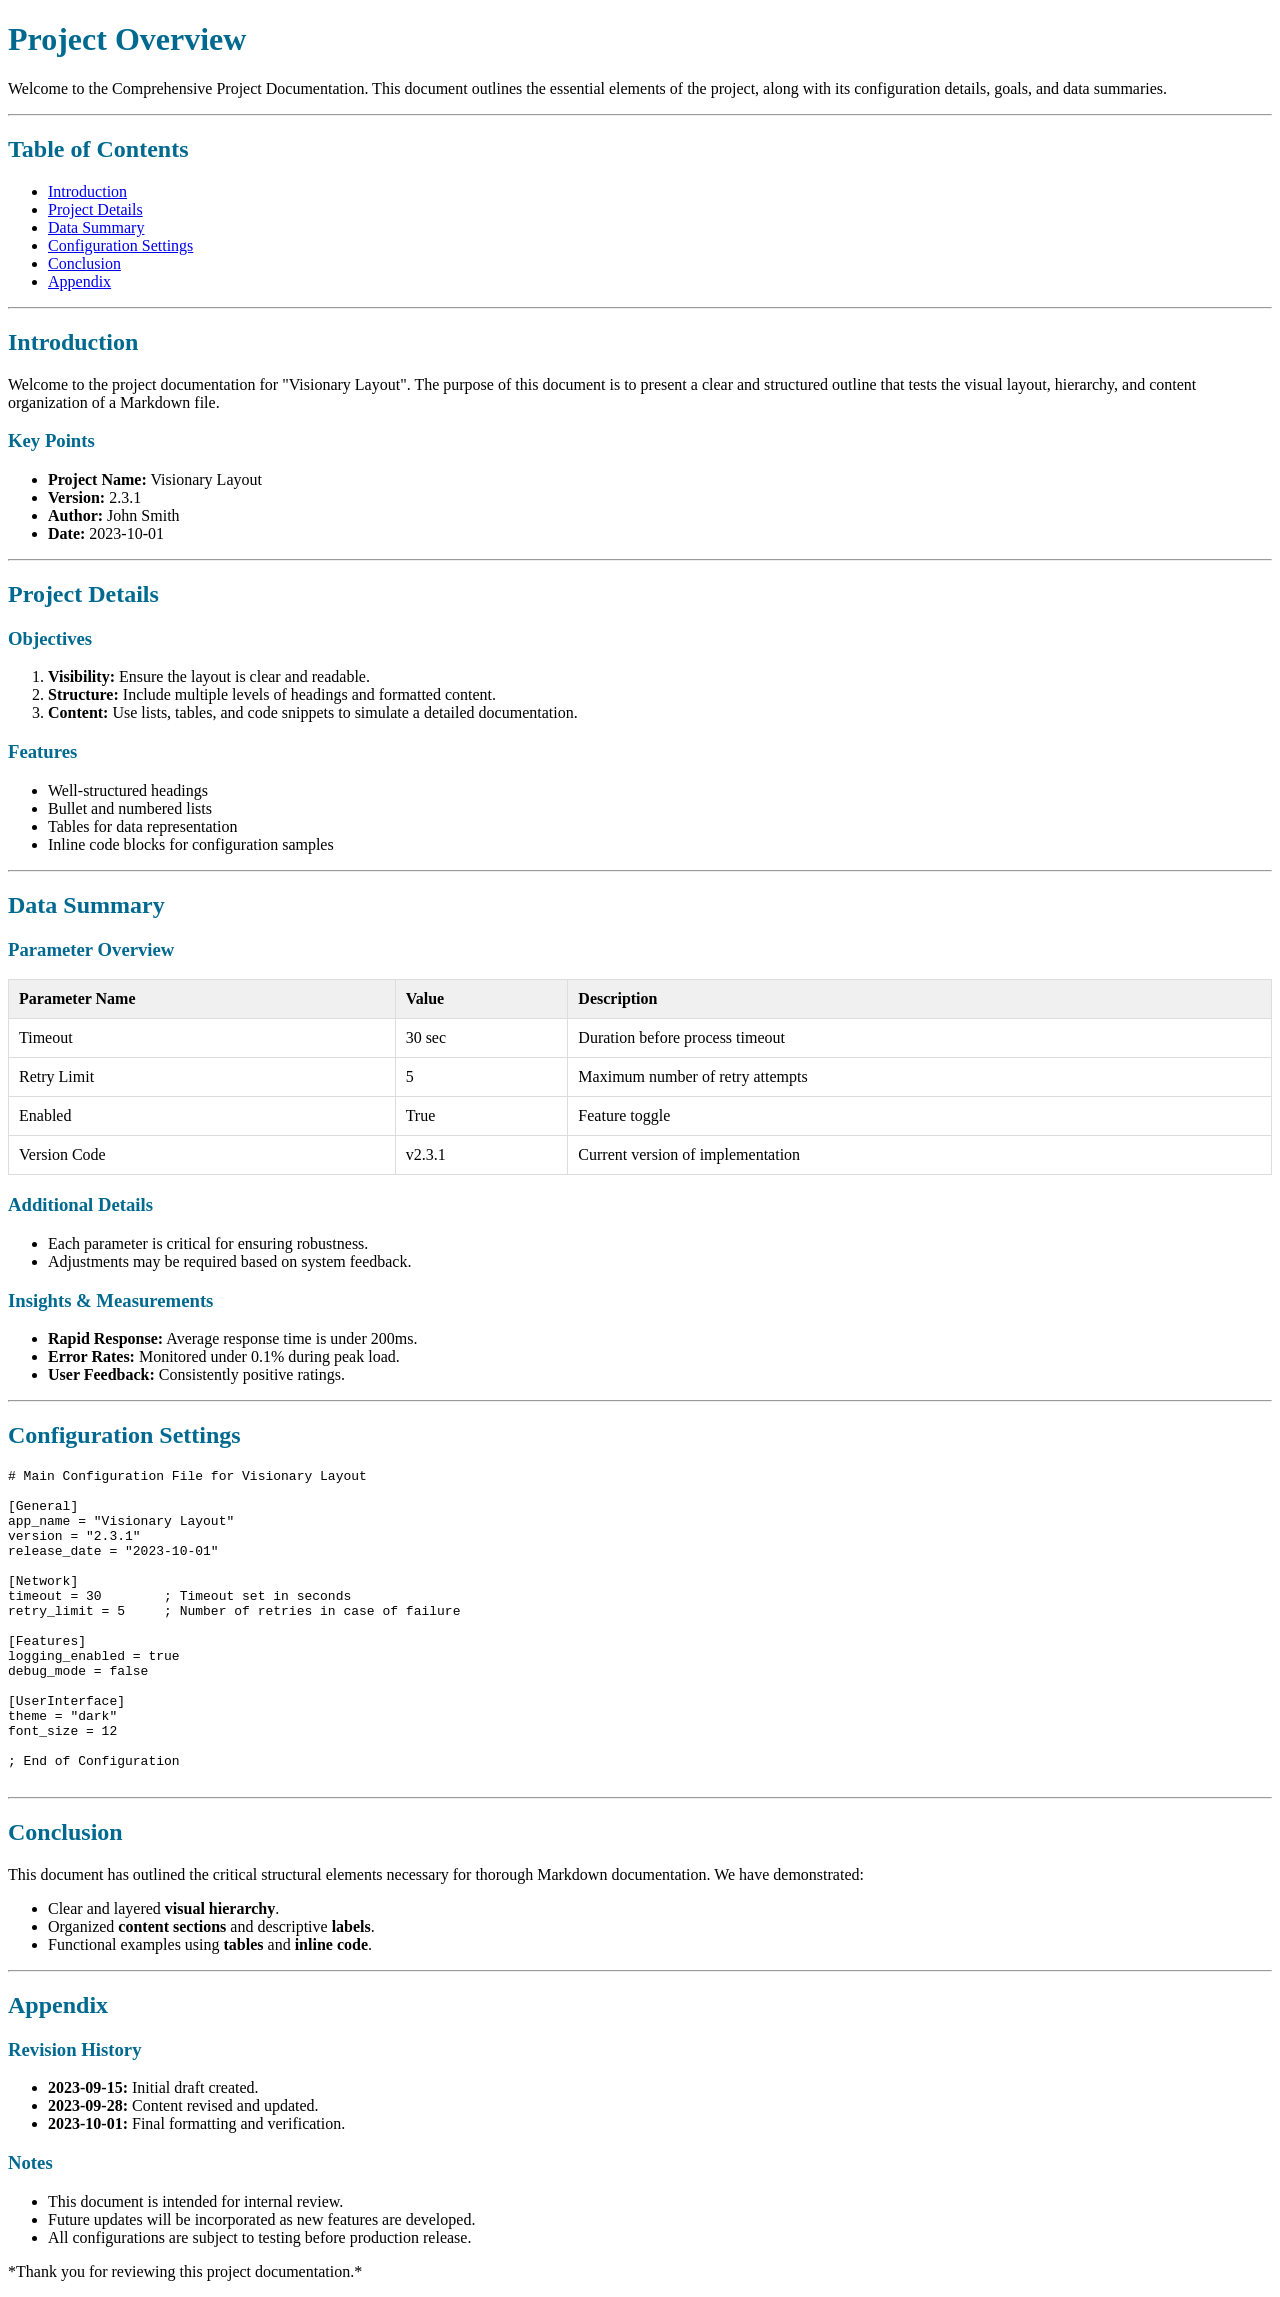 Project Overview
Welcome to the Comprehensive Project Documentation. This document outlines the essential elements of the project, along with its configuration details, goals, and data summaries.
Table of Contents
Introduction
Project Details
Data Summary
Configuration Settings
Conclusion
Appendix
Introduction
Welcome to the project documentation for "Visionary Layout". The purpose of this document is to present a clear and structured outline that tests the visual layout, hierarchy, and content
organization of a Markdown file.
Key Points
Project Name: Visionary Layout
Version: 2.3.1
Author: John Smith
Date: 2023-10-01
Project Details
Objectives
1. Visibility: Ensure the layout is clear and readable.
2. Structure: Include multiple levels of headings and formatted content.
3. Content: Use lists, tables, and code snippets to simulate a detailed documentation.
Features
Well-structured headings
Bullet and numbered lists
Tables for data representation
Inline code blocks for configuration samples
Data Summary
Parameter Overview
Parameter Name Value Description
Timeout 30 sec Duration before process timeout
Retry Limit 5 Maximum number of retry attempts
Enabled True Feature toggle
Version Code v2.3.1 Current version of implementation
Additional Details
Each parameter is critical for ensuring robustness.
Adjustments may be required based on system feedback.
Insights & Measurements
Rapid Response: Average response time is under 200ms.
Error Rates: Monitored under 0.1% during peak load.
User Feedback: Consistently positive ratings.
Configuration Settings
# Main Configuration File for Visionary Layout
[General]
app_name = "Visionary Layout"
version = "2.3.1"
release_date = "2023-10-01"
[Network]
timeout = 30        ; Timeout set in seconds
retry_limit = 5     ; Number of retries in case of failure
[Features]
logging_enabled = true
debug_mode = false
[UserInterface]
theme = "dark"
font_size = 12
; End of Configuration
Conclusion
This document has outlined the critical structural elements necessary for thorough Markdown documentation. We have demonstrated:
Clear and layered visual hierarchy.
Organized content sections and descriptive labels.
Functional examples using tables and inline code.
Appendix
Revision History
2023-09-15: Initial draft created.
2023-09-28: Content revised and updated.
2023-10-01: Final formatting and verification.
Notes
This document is intended for internal review.
Future updates will be incorporated as new features are developed.
All configurations are subject to testing before production release.
*Thank you for reviewing this project documentation.*